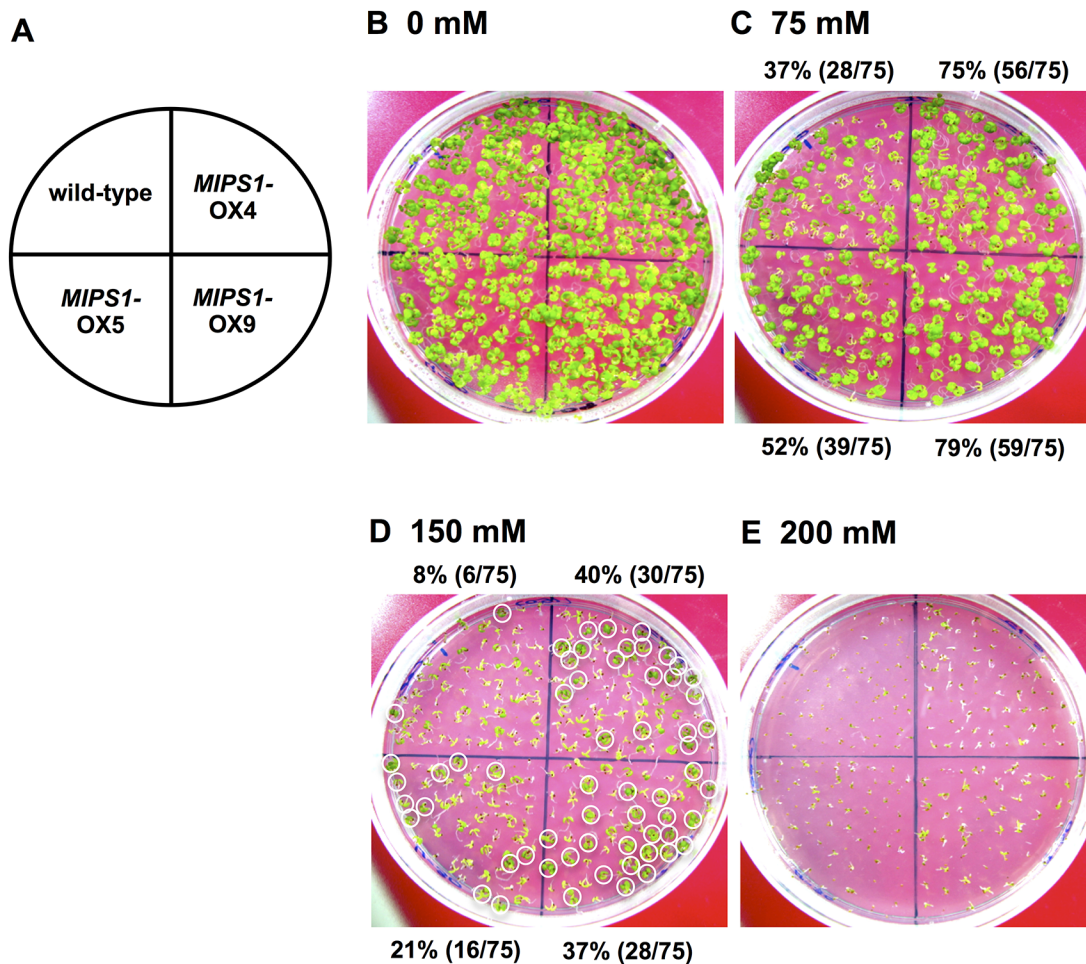 A
wild-type
MIPS1-
OX4
MIPS1-
OX5
MIPS1-
OX9
B 0 mM
C 75 mM
37% (28/75)
75% (56/75)
52% (39/75)
79% (59/75)
D 150 mM
8% (6/75)
40% (30/75)
21% (16/75)
37% (28/75)
E 200 mM